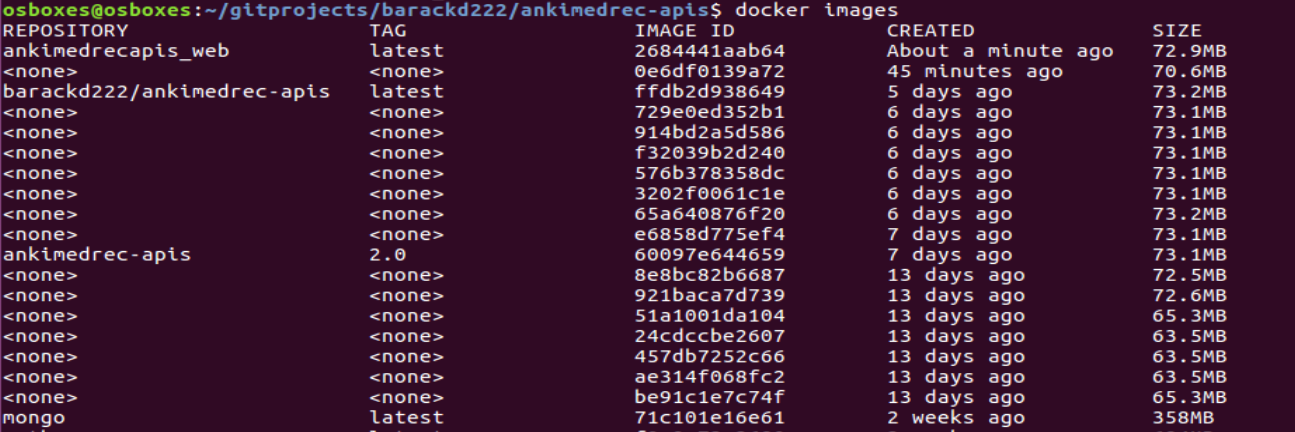 osboxes@osboxes:~/gitprojects/barackd222/ankimedrec-apis$ docker images
REPOSITORY TAG IMAGE ID CREATED SIZE
ankimedrecapis_web latest 2684441aab64 About a minute ago 72.9MB
<none> <none> 0e6df0139a72 45 minutes ago 70.6MB
barackd222/ankimedrec-apis latest ffdb2d938649 5 days ago 73.2MB
<none> <none> 729e0ed352b1 6 days ago 73.1MB
<none> <none> 914bd2a5d586 6 days ago 73.1MB
<none> <none> f32039b2d240 6 days ago 73.1MB
<none> <none> 576b378358dc 6 days ago 73.1MB
<none> <none> 3202f0061c1e 6 days ago 73.1MB
<none> <none> 65a640876f20 6 days ago 73.2MB
<none> <none> e6858d775ef4 7 days ago 73.1MB
ankimedrec-apis 2.0 60097e644659 7 days ago 73.1MB
<none> <none> 8e8bc82b6687 13 days ago 72.5MB
<none> <none> 921baca7d739 13 days ago 72.6MB
<none> <none> 51a1001da104 13 days ago 65.3MB
<none> <none> 24cdccbe2607 13 days ago 63.5MB
<none> <none> 457db7252c66 13 days ago 63.5MB
<none> <none> ae314f068fc2 13 days ago 63.5MB
<none> <none> be91c1e7c74f 13 days ago 65.3MB
mongo latest 71c101e16e61 2 weeks ago 358MB